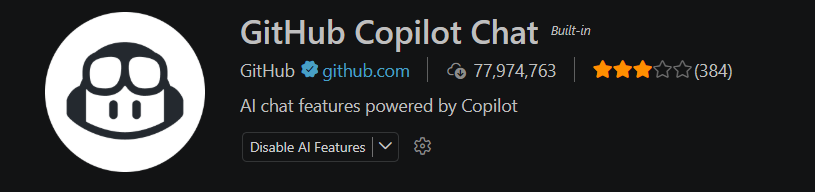 GitHub Copilot Chat Built-in
GitHub github.com 77,974,763 (384)
AI chat features powered by Copilot
Disable AI Features